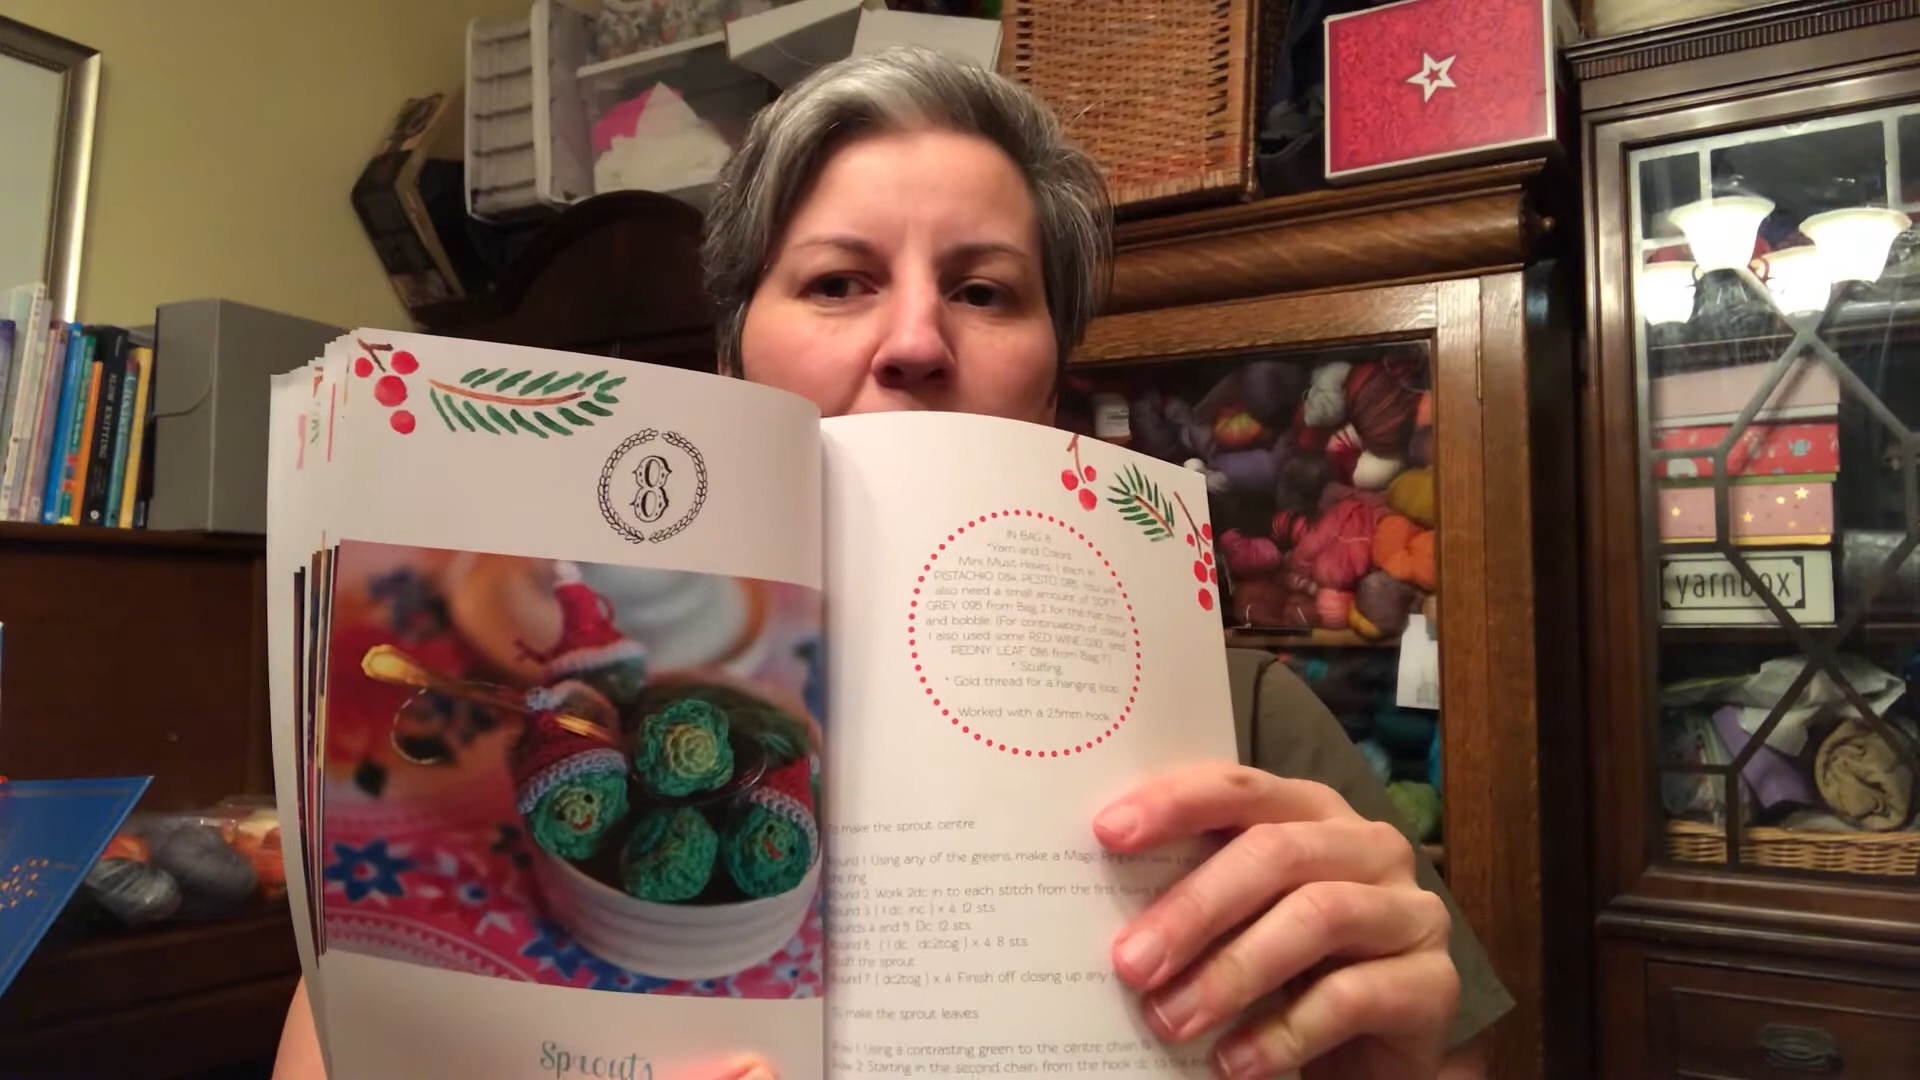 8
Sprouts
IN BAG 8
*Yarn and Colors
Mini Must-Haves: 1 each in
PISTACHIO 084, PESTO 085. You will
also need a small amount of SOFT
GREY 095 from Bag 2 for the hat trim
and bobble. (For continuation of colour
I also used some RED WINE 030, and
PEONY LEAF 086 from Bag 7)
* Stuffing
* Gold thread for a hanging loop
Worked with a 2.5mm hook
make the sprout centre
Round 1 Using any of the greens make a Magic
the ring
Round 2 Work 2dc in to each stitch from the first
Round 3 ( 1 dc inc ) x 4 12 sts
Rounds 4 and 5 Dc 12 sts
Round 6 ( 1 dc dc2tog ) x 4 8 sts
Stuff the sprout
Round 7 ( dc2tog ) x 4 Finish off closing up any
make the sprout leaves
Row 1 Using a contrasting green to the centre chain
Row 2 Starting in the second chain from the hook dc to the
yarnbox
KNITTING